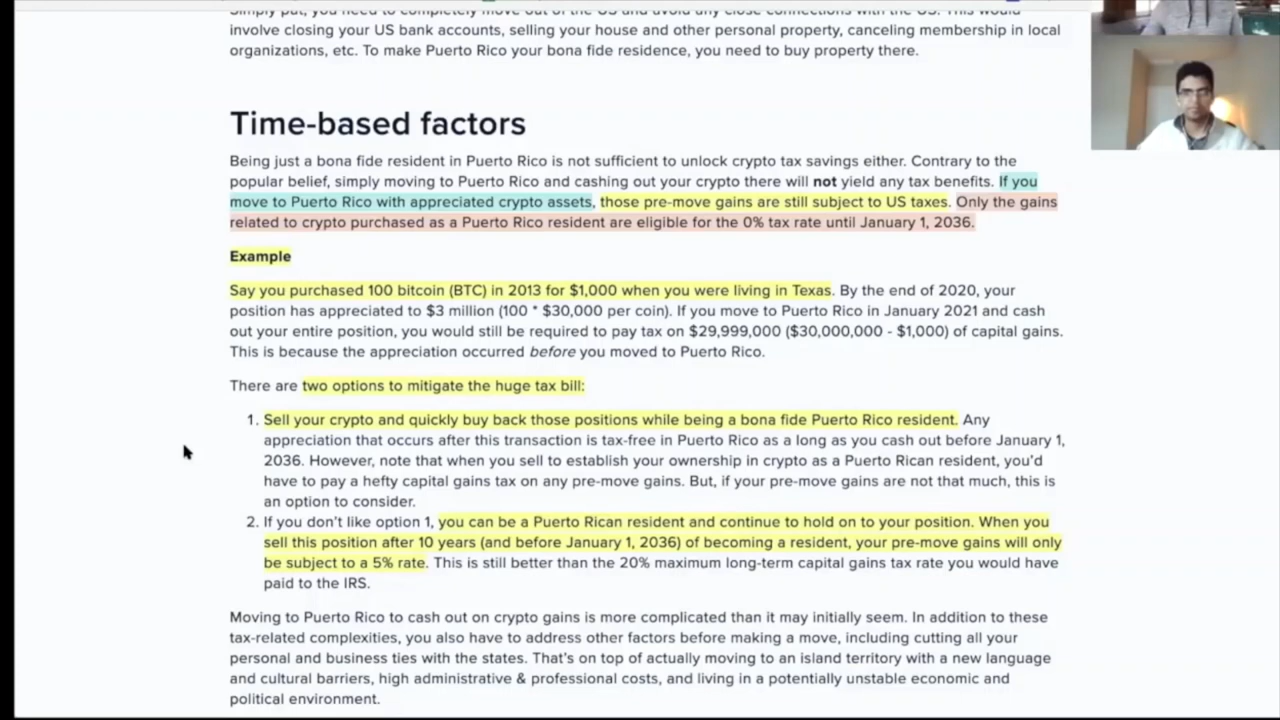 Simply put, you need to completely move out of the US and avoid any close connections with the US. This would
involve closing your US bank accounts, selling your house and other personal property, canceling membership in local
organizations, etc. To make Puerto Rico your bona fide residence, you need to buy property there.
Time-based factors
Being just a bona fide resident in Puerto Rico is not sufficient to unlock crypto tax savings either. Contrary to the
popular belief, simply moving to Puerto Rico and cashing out your crypto there will not yield any tax benefits. If you
move to Puerto Rico with appreciated crypto assets, those pre-move gains are still subject to US taxes. Only the gains
related to crypto purchased as a Puerto Rico resident are eligible for the 0% tax rate until January 1, 2036.
Example
Say you purchased 100 bitcoin (BTC) in 2013 for $1,000 when you were living in Texas. By the end of 2020, your
position has appreciated to $3 million (100 * $30,000 per coin). If you move to Puerto Rico in January 2021 and cash
out your entire position, you would still be required to pay tax on $29,999,000 ($30,000,000 - $1,000) of capital gains.
This is because the appreciation occurred before you moved to Puerto Rico.
There are two options to mitigate the huge tax bill:
1. Sell your crypto and quickly buy back those positions while being a bona fide Puerto Rico resident. Any
appreciation that occurs after this transaction is tax-free in Puerto Rico as a long as you cash out before January 1,
2036. However, note that when you sell to establish your ownership in crypto as a Puerto Rican resident, you'd
have to pay a hefty capital gains tax on any pre-move gains. But, if your pre-move gains are not that much, this is
an option to consider.
2. If you don't like option 1, you can be a Puerto Rican resident and continue to hold on to your position. When you
sell this position after 10 years (and before January 1, 2036) of becoming a resident, your pre-move gains will only
be subject to a 5% rate. This is still better than the 20% maximum long-term capital gains tax rate you would have
paid to the IRS.
Moving to Puerto Rico to cash out on crypto gains is more complicated than it may initially seem. In addition to these
tax-related complexities, you also have to address other factors before making a move, including cutting all your
personal and business ties with the states. That's on top of actually moving to an island territory with a new language
and cultural barriers, high administrative & professional costs, and living in a potentially unstable economic and
political environment.